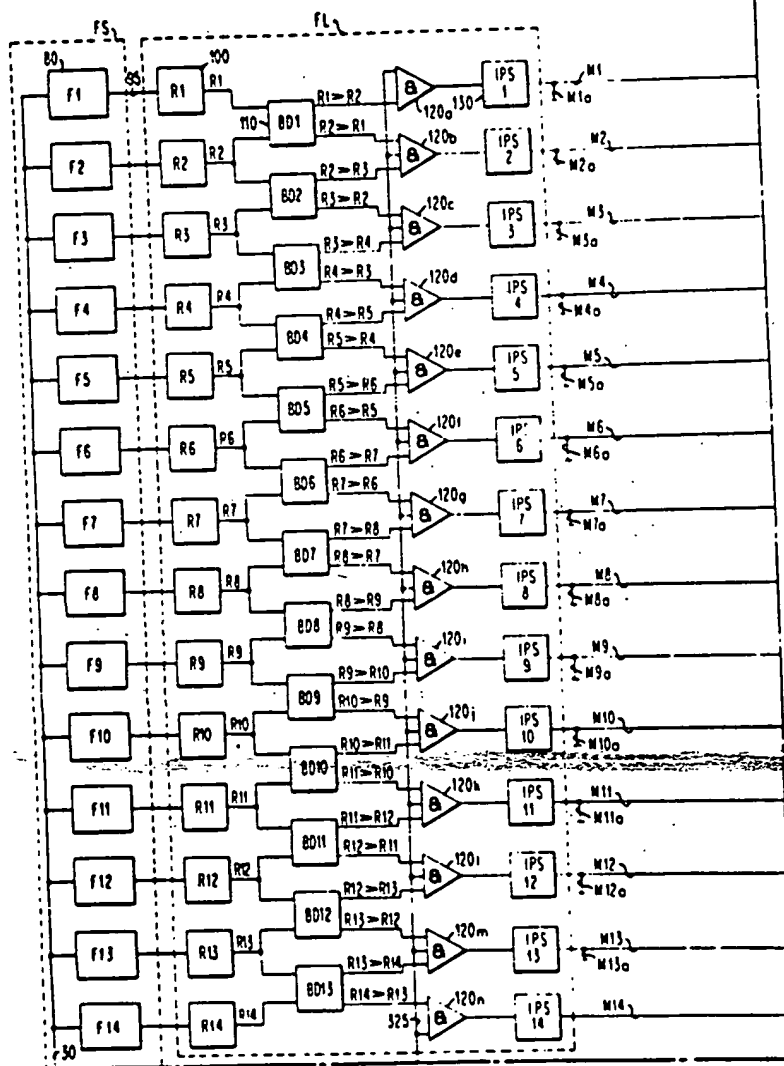 FS FL
80 85 100
F1 R1 R1 BD1 110 R1>R2 & 120a 130 IPS 1 M1 M1a
R2>R1
F2 R2 R2 & 120b IPS 2 M2 M2a
BD2 R2>R3
R3>R2
F3 R3 R3 & 120c IPS 3 M3 M3a
BD3 R3>R4
R4>R3
F4 R4 R4 & 120d IPS 4 M4 M4a
BD4 R4>R5
R5>R4
F5 R5 R5 & 120e IPS 5 M5 M5a
BD5 R5>R6
R6>R5
F6 R6 R6 & 120f 6 M6 M6a
BD6 R6>R7
R7>R6
F7 R7 R7 & 120g IPS 7 M7 M7a
BD7 R7>R8
R8>R7
F8 R8 R8 & 120h IPS 8 M8 M8a
BD8 R8>R9
R9>R8
F9 R9 R9 & 120i IPS 9 M9 M9a
BD9 R9>R10
R10>R9
F10 R10 R10 & 120j IPS 10 M10 M10a
BD10 R10>R11
R11>R10
F11 R11 R11 & 120k IPS 11 M11 M11a
BD11 R11>R12
R12>R11
F12 R12 R12 & 120l IPS 12 M12 M12a
BD12 R12>R13
R13>R12
F13 R13 R13 & 120m IPS 13 M13 M13a
BD13 R13>R14
R14>R13
F14 R14 R14 325 & 120n IPS 14 M14
30